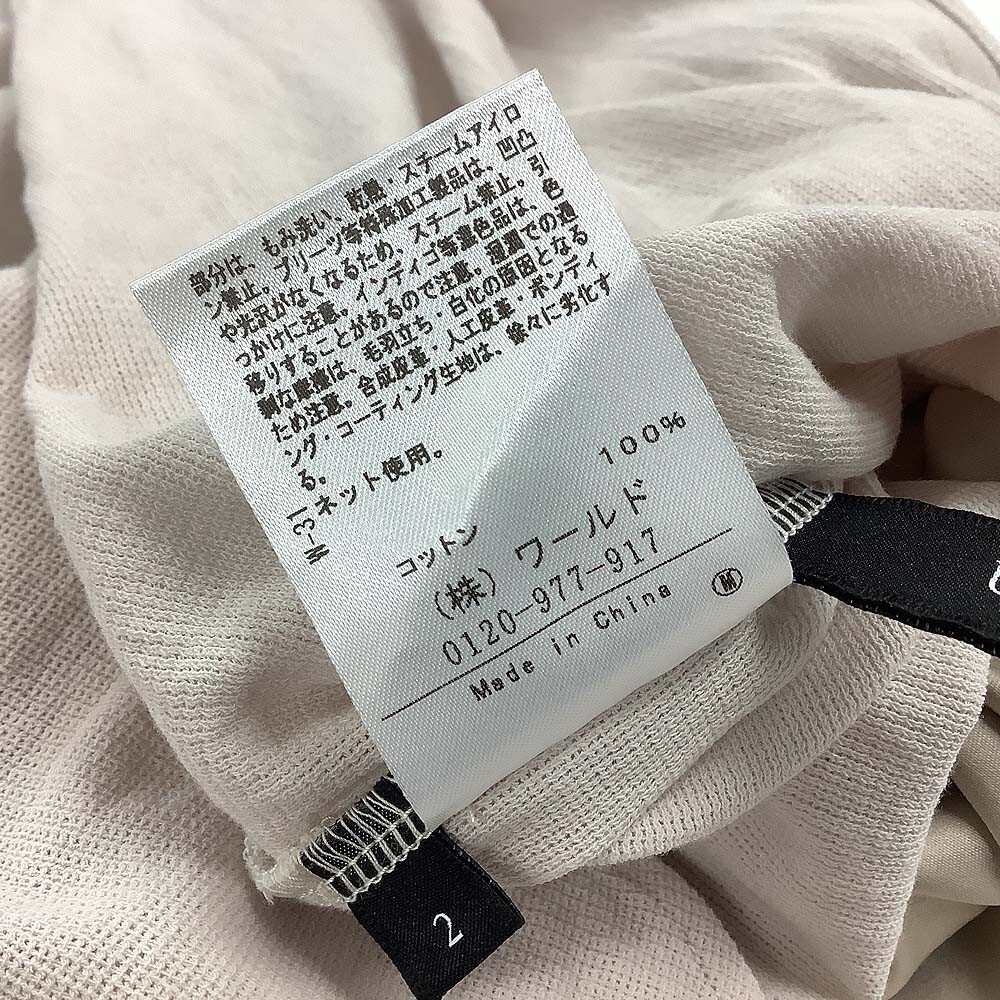 部分は、もみ洗い、乾燥・スチームアイロ
ン禁止。プリーツ等特殊加工製品は、凹凸
や光沢がなくなるため、スチーム禁止。引
っかけに注意。インディゴ等濃色品は、色
移りすることがあるので注意。湿潤での過
剰な摩擦は、毛羽立ち・白化の原因となる
ため注意。合成皮革・人工皮革・ボンディ
ング・コーティング生地は、徐々に劣化す
る。
W-31 ネット使用。
コットン 100%
(株) ワールド
0120-977-917
Made in China M
2